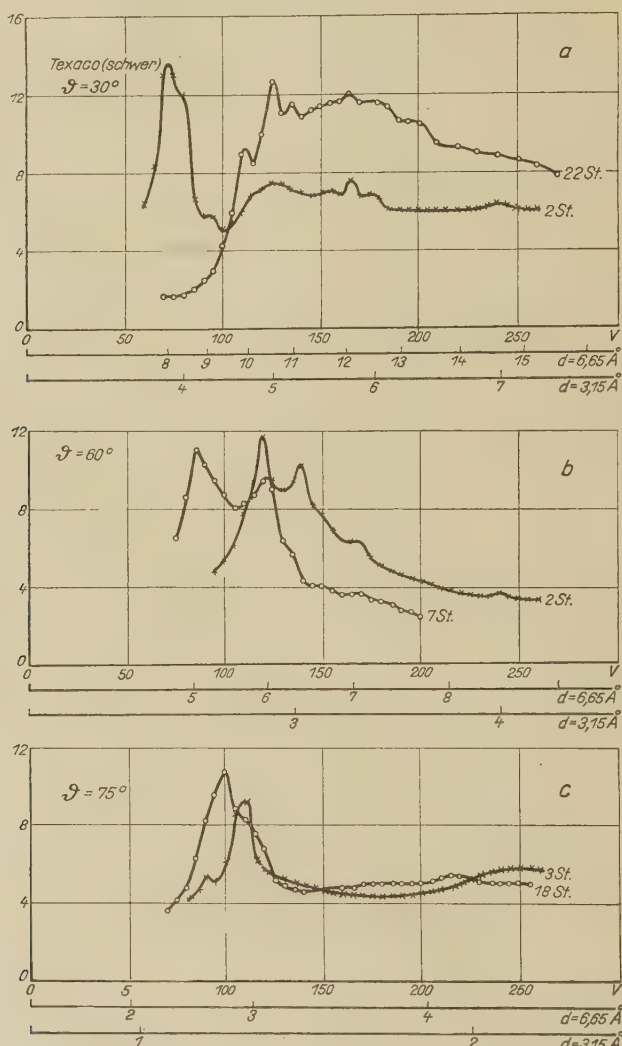 16
Texaco (schwer)
ϑ = 30°
a
12
8
22 St.
2 St.
4
0
0 50 100 150 200 250 V
8 9 10 11 12 13 14 15 d=6,65 Å
4 5 6 7 d=3,15 Å
12
ϑ = 60°
b
8
4
2 St.
7 St.
0
0 50 100 150 200 250 V
5 6 7 8 d=6,65 Å
3 4 d=3,15 Å
12
ϑ = 75°
c
8
3 St.
18 St.
4
0
0 5 100 150 200 250 V
2 3 4 d=6,65 Å
1 2 d=3,15 Å